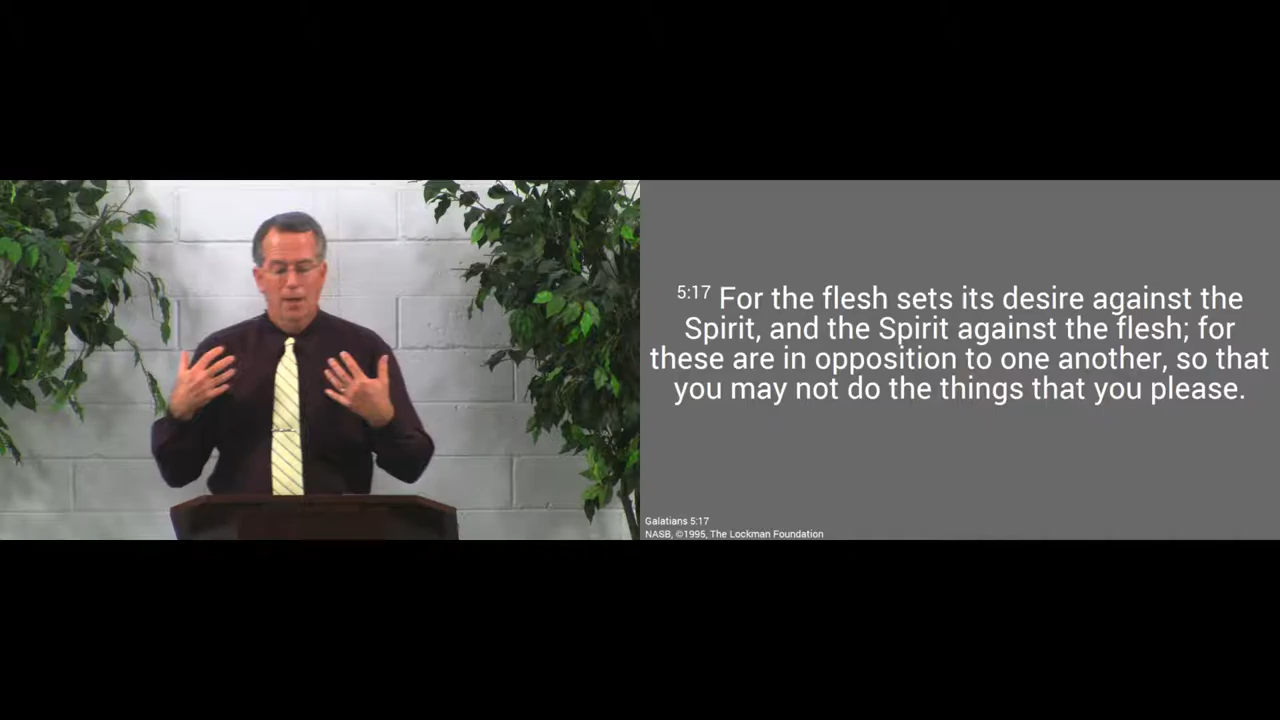 5:17 For the flesh sets its desire against the
Spirit, and the Spirit against the flesh; for
these are in opposition to one another, so that
you may not do the things that you please.
Galatians 5:17
NASB, ©1995, The Lockman Foundation